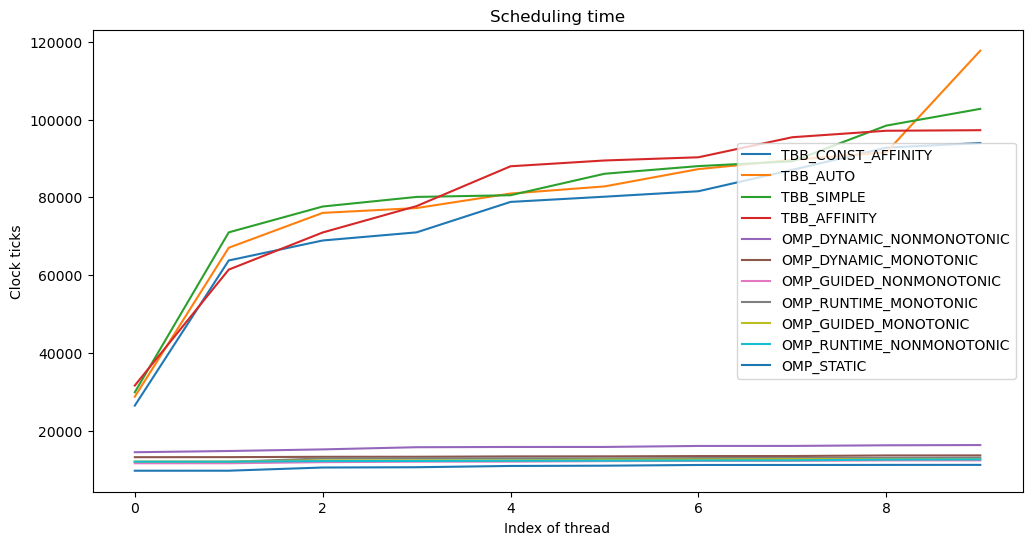 Scheduling time
120000
100000
80000
60000
40000
20000
Clock ticks
TBB_CONST_AFFINITY
TBB_AUTO
TBB_SIMPLE
TBB_AFFINITY
OMP_DYNAMIC_NONMONOTONIC
OMP_DYNAMIC_MONOTONIC
OMP_GUIDED_NONMONOTONIC
OMP_RUNTIME_MONOTONIC
OMP_GUIDED_MONOTONIC
OMP_RUNTIME_NONMONOTONIC
OMP_STATIC
0 2 4 6 8
Index of thread